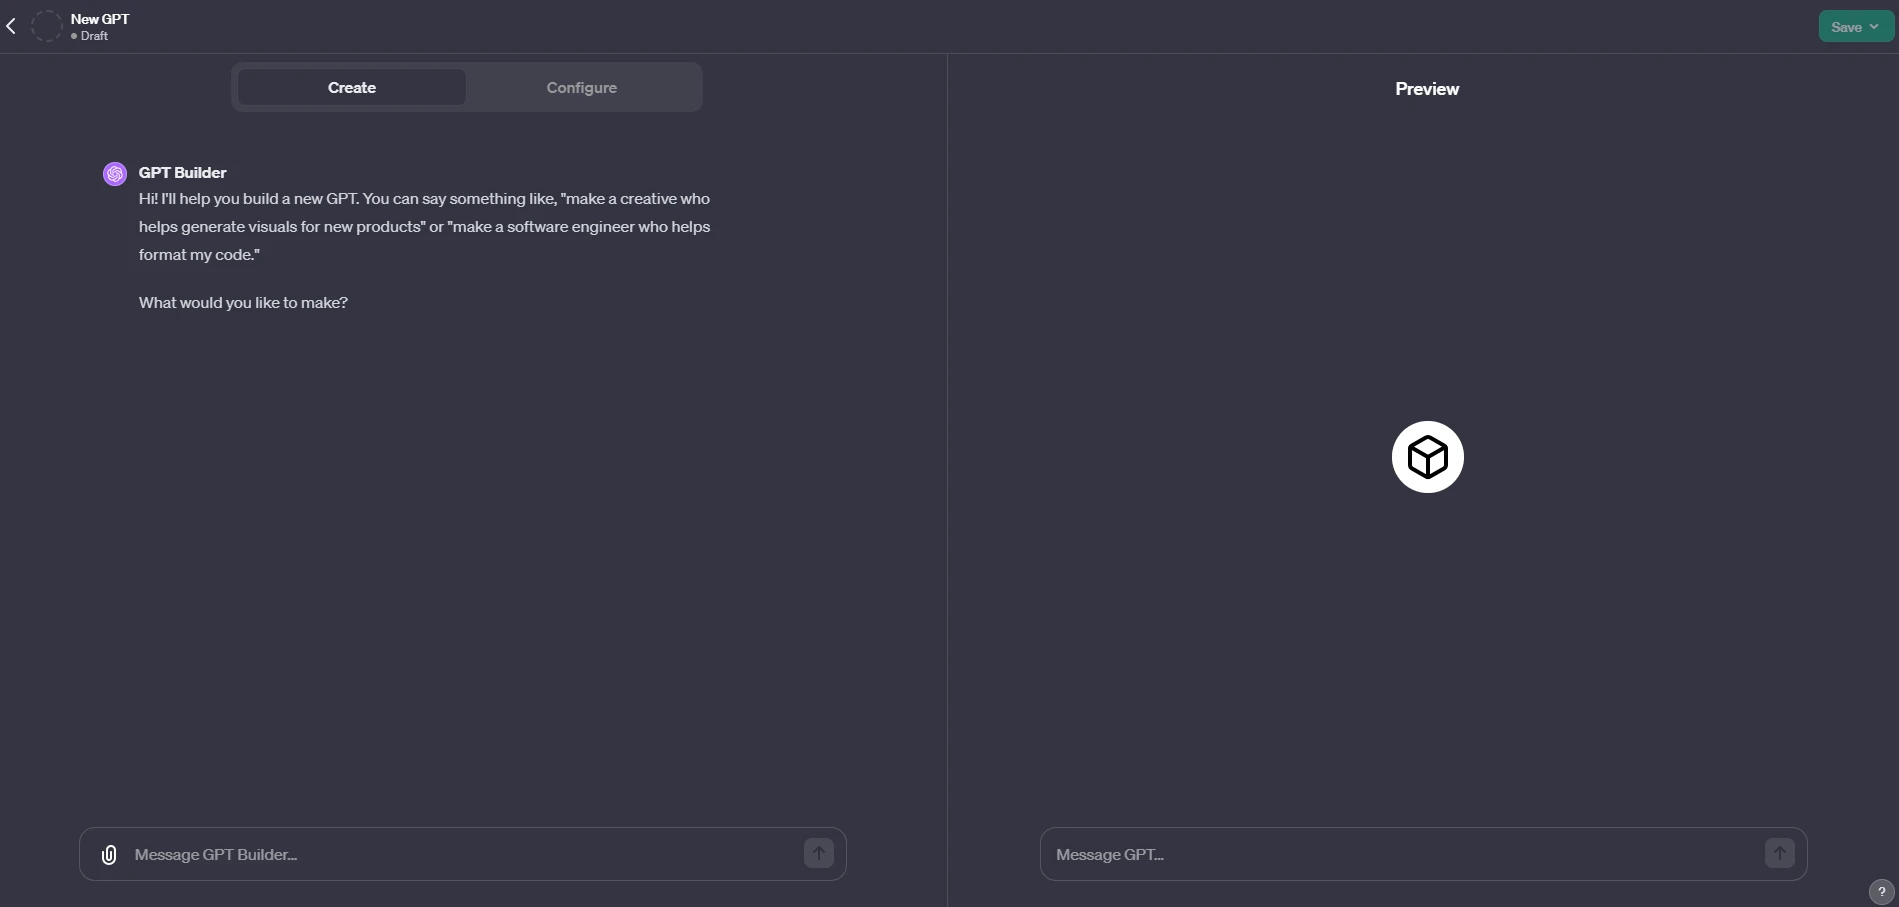 New GPT
Draft
Save
Create
Configure
Preview
GPT Builder
Hi! I'll help you build a new GPT. You can say something like, "make a creative who
helps generate visuals for new products" or "make a software engineer who helps
format my code."
What would you like to make?
Message GPT Builder...
Message GPT...
?